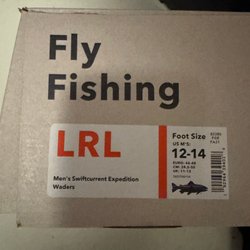 Fly
Fishing
LRL
Men's Swiftcurrent Expedition
Waders
Foot Size
US M'S:
12-14